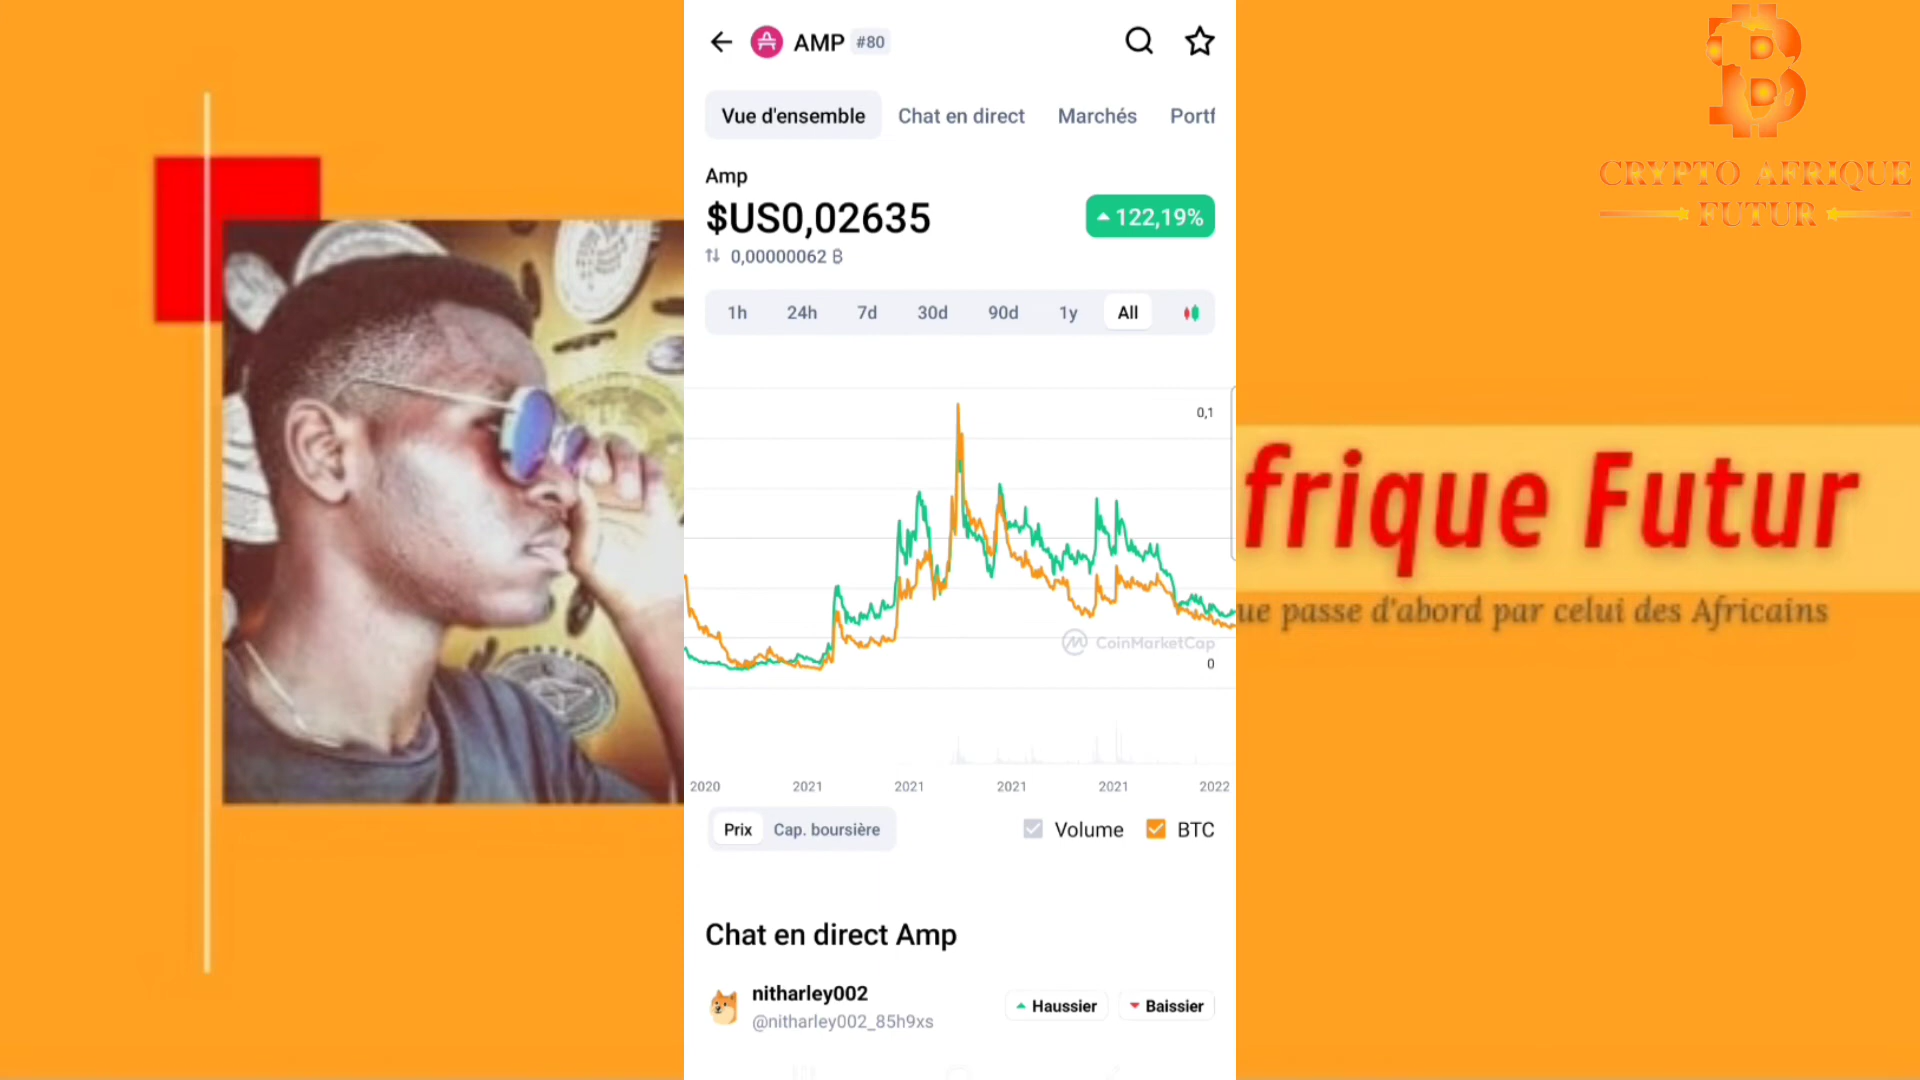 AMP #80
Vue d'ensemble Chat en direct Marchés Portf
Amp
$US0,02635
122,19%
0,00000062 ₿
1h 24h 7d 30d 90d 1y All
0,1
CoinMarketCap
0
2020 2021 2021 2021 2021 2022
Prix Cap. boursière Volume BTC
Chat en direct Amp
nitharley002
@nitharley002_85h9xs
Haussier Baissier
CRYPTO AFRIQUE
FUTUR
frique Futur
ue passe d'abord par celui des Africains